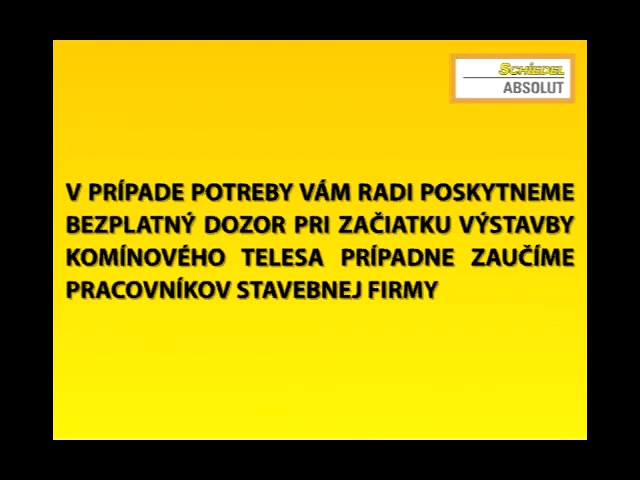 SCHIEDEL
ABSOLUT
V PRÍPADE POTREBY VÁM RADI POSKYTNEME
BEZPLATNÝ DOZOR PRI ZAČIATKU VÝSTAVBY
KOMÍNOVÉHO TELESA PRÍPADNE ZAUČÍME
PRACOVNÍKOV STAVEBNEJ FIRMY